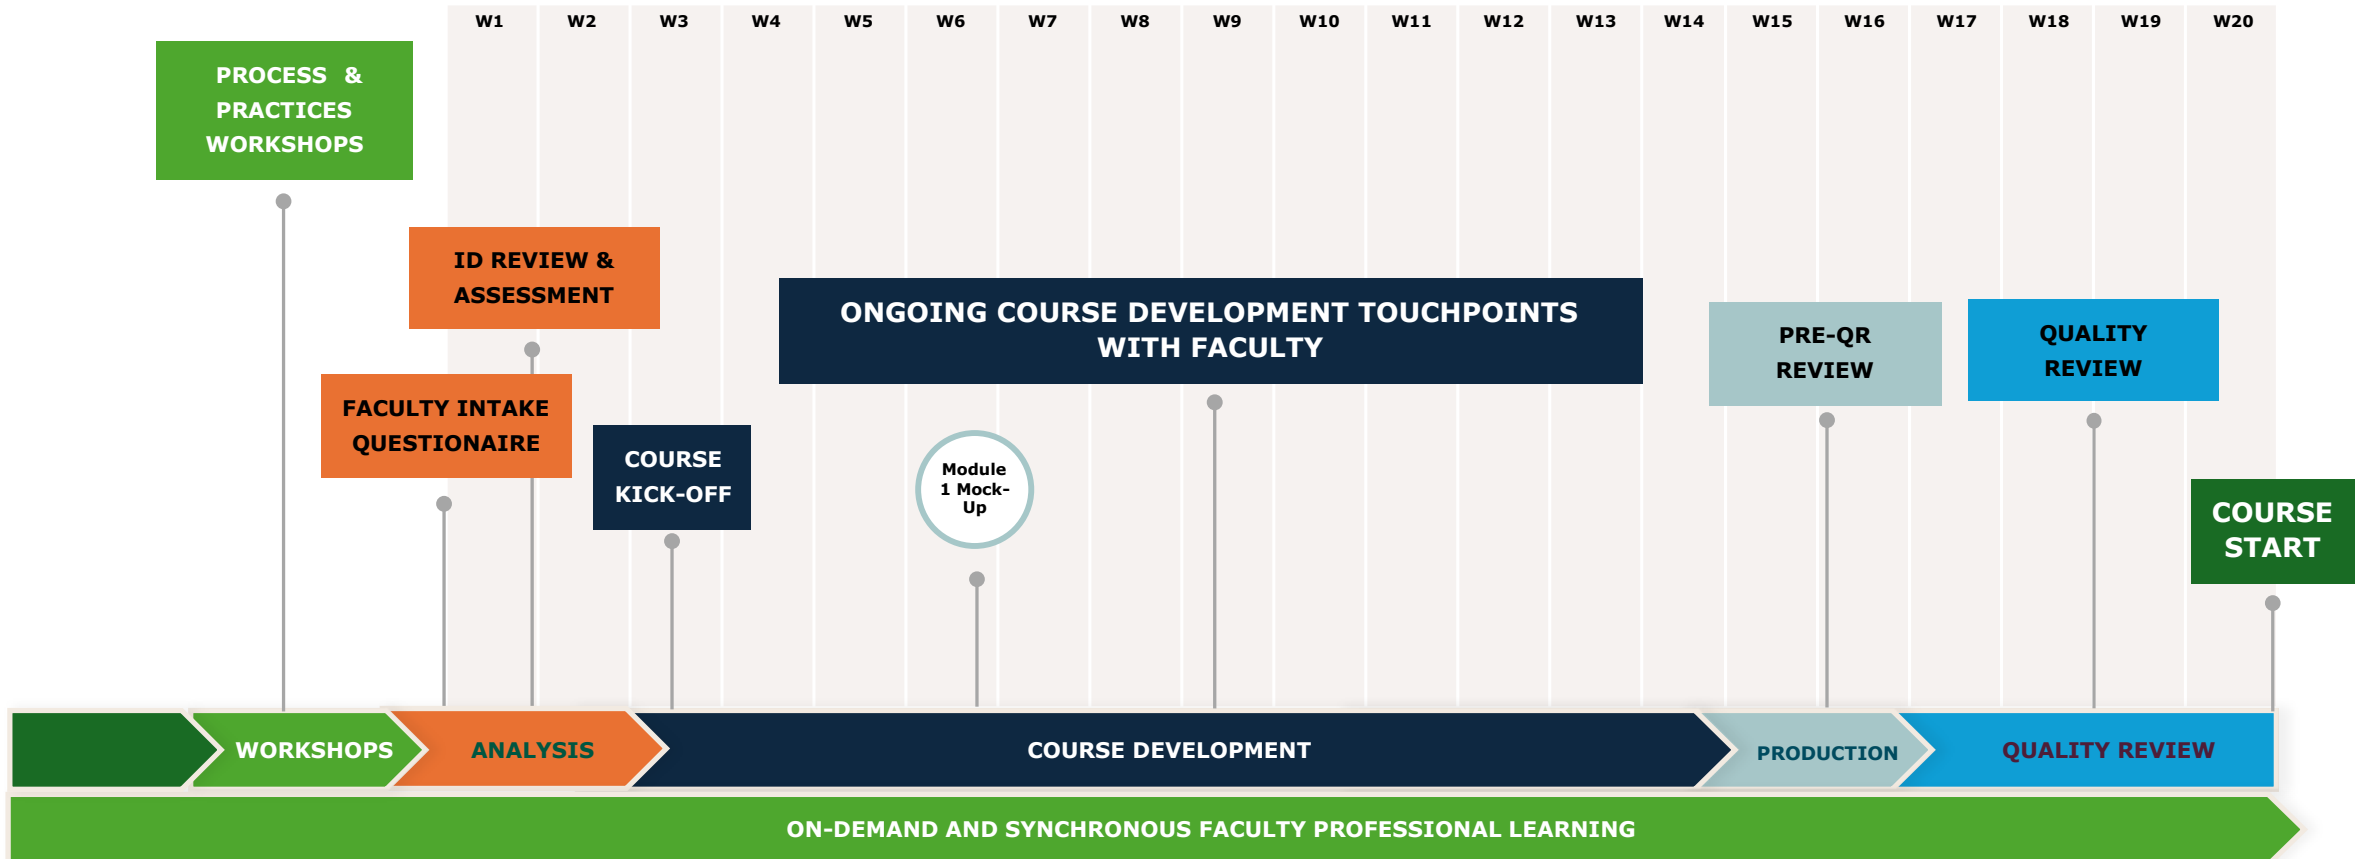 W1 W2 W3 W4 W5 W6 W7 W8 W9 W10 W11 W12 W13 W14 W15 W16 W17 W18 W19 W20
PROCESS &
PRACTICES
WORKSHOPS
ID REVIEW &
ASSESSMENT
FACULTY INTAKE
QUESTIONAIRE
COURSE
KICK-OFF
ONGOING COURSE DEVELOPMENT TOUCHPOINTS
WITH FACULTY
Module
1 Mock-
Up
PRE-QR
REVIEW
QUALITY
REVIEW
COURSE
START
WORKSHOPS
ANALYSIS
COURSE DEVELOPMENT
PRODUCTION
QUALITY REVIEW
ON-DEMAND AND SYNCHRONOUS FACULTY PROFESSIONAL LEARNING